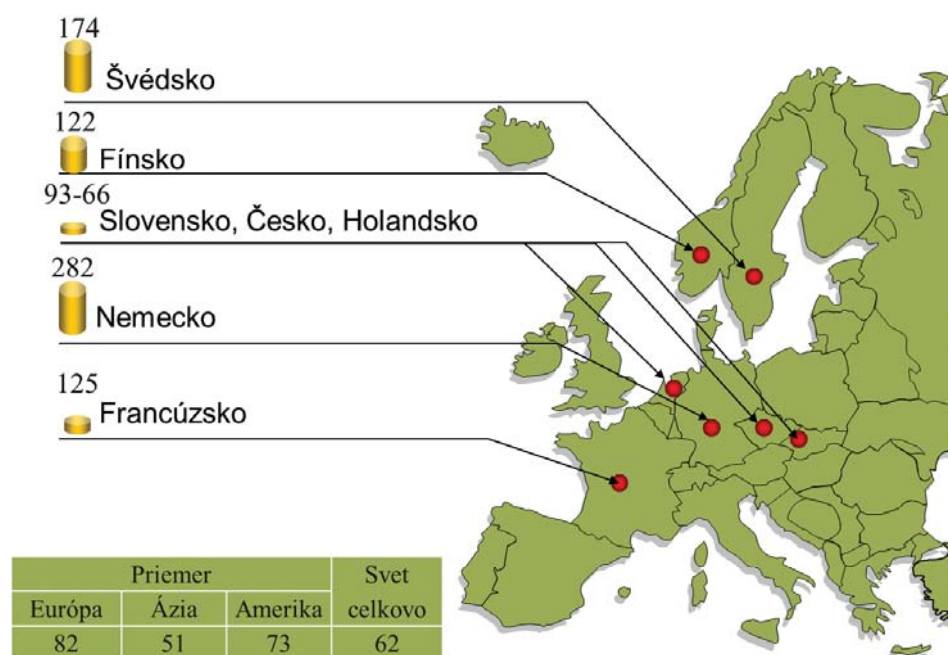 174
Švédsko
122
Fínsko
93-66
Slovensko, Česko, Holandsko
282
Nemecko
125
Francúzsko
Priemer Svet
Európa Ázia Amerika celkovo
82 51 73 62